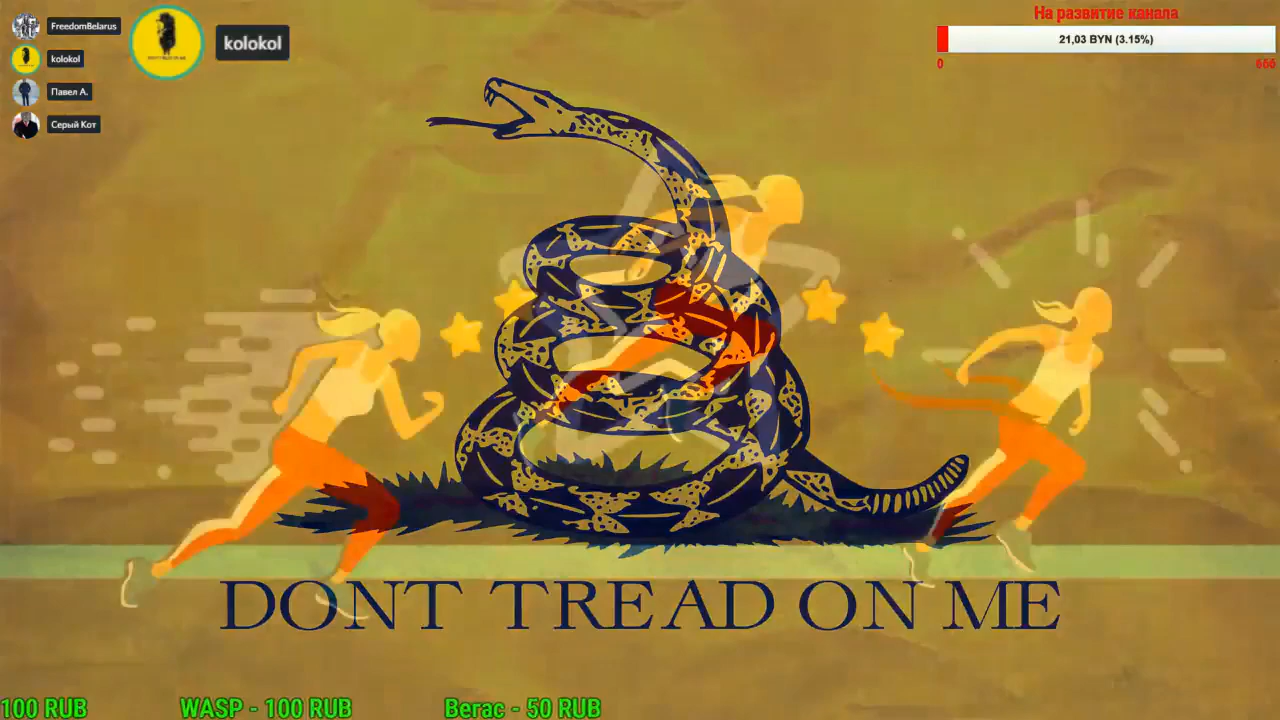 FreedomBelarus
kolokol
Павел А.
Серый Кот
kolokol
На развитие канала
21,03 BYN (3.15%)
0
666
DONT TREAD ON ME
100 RUB
WASP - 100 RUB
Вегас - 50 RUB